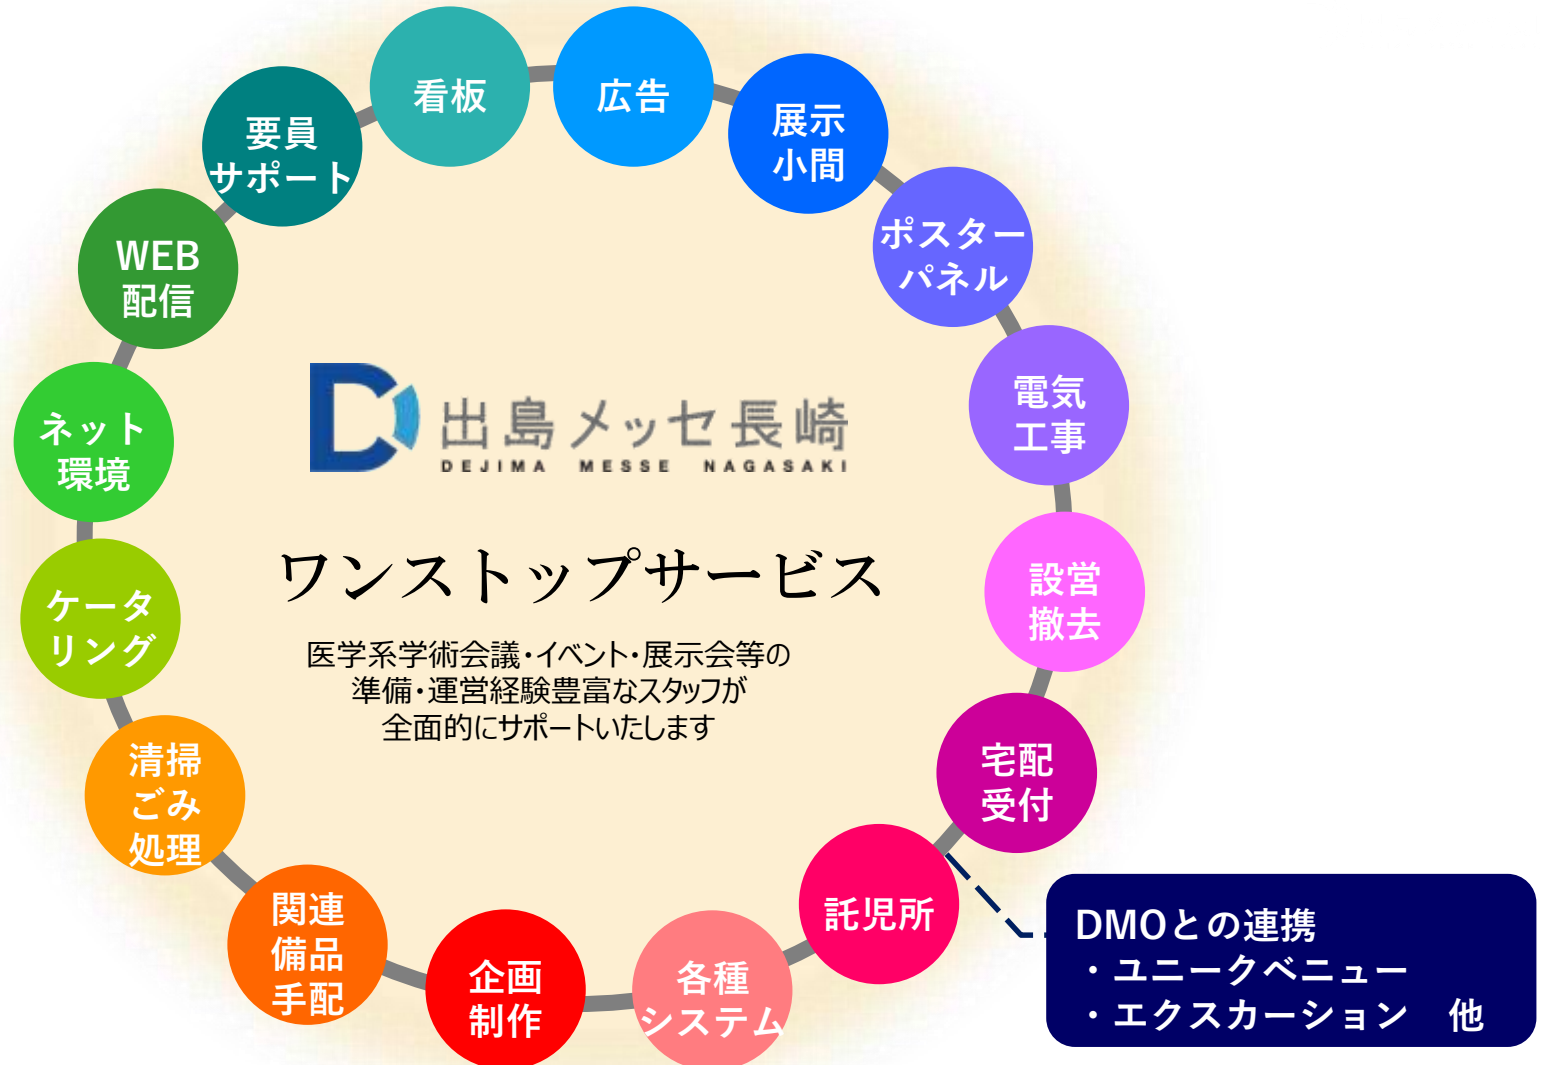 看板
広告
展示
小間
ポスター
パネル
電気
工事
設営
撤去
宅配
受付
託児所
各種
システム
企画
制作
関連
備品
手配
清掃
ごみ
処理
ケータ
リング
ネット
環境
WEB
配信
要員
サポート
出島メッセ長崎
DEJIMA MESSE NAGASAKI
ワンストップサービス
医学系学術会議・イベント・展示会等の
準備・運営経験豊富なスタッフが
全面的にサポートいたします
DMOとの連携
・ユニークベニュー
・エクスカーション　他